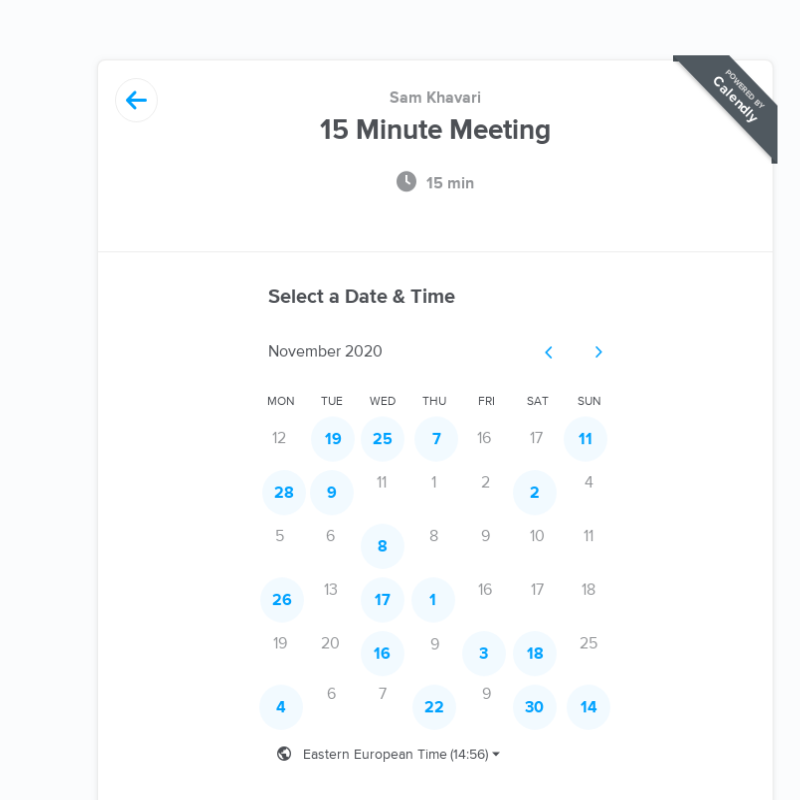 POWERED BY
Calendly
Sam Khavari
15 Minute Meeting
15 min
Select a Date & Time
November 2020
MON TUE WED THU FRI SAT SUN
12 19 25 7 16 17 11
28 9 11 1 2 2 4
5 6 8 8 9 10 11
26 13 17 1 16 17 18
19 20 16 9 3 18 25
4 6 7 22 9 30 14
Eastern European Time (14:56)